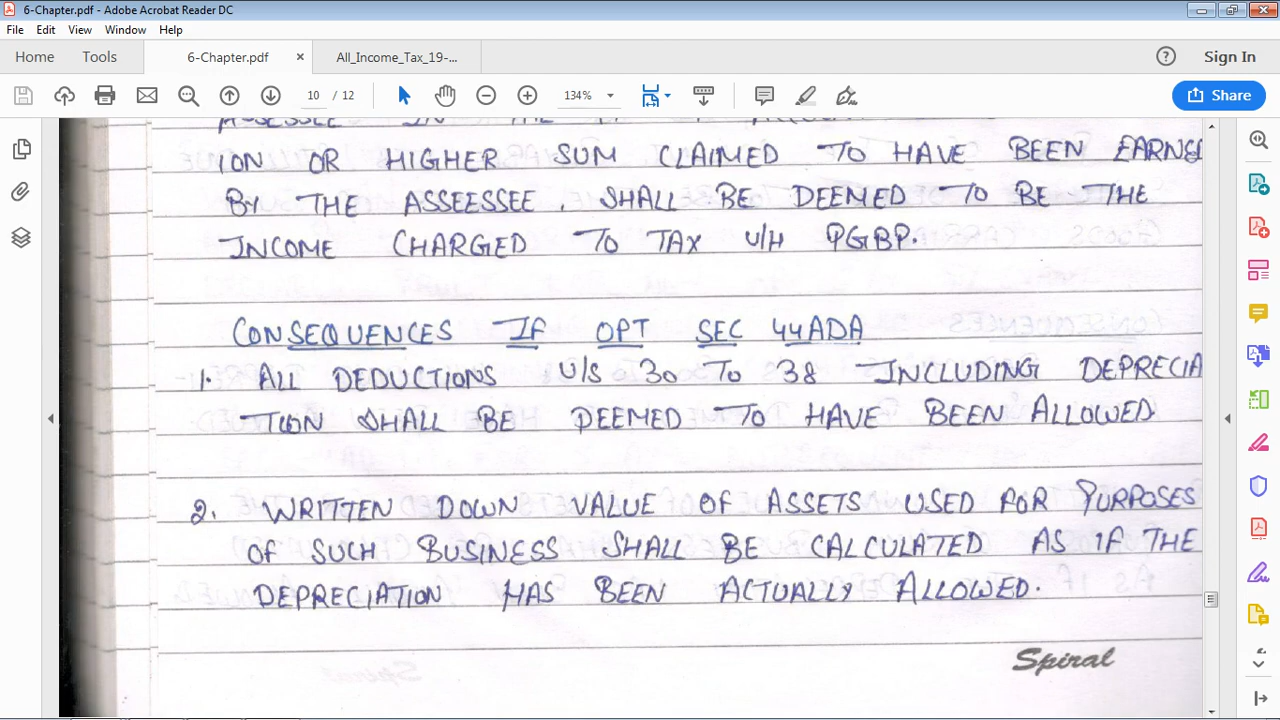 6-Chapter.pdf - Adobe Acrobat Reader DC
File Edit View Window Help
Home Tools 6-Chapter.pdf × All_Income_Tax_19-... ? Sign In
10 / 12 134% Share
ASSESSEE IN THE
ION OR HIGHER SUM CLAIMED TO HAVE BEEN EARNE
BY THE ASSEESSEE, SHALL BE DEEMED TO BE THE
INCOME CHARGED TO TAX U/H PGBP.
CONSEQUENCES IF OPT SEC 44ADA
1. ALL DEDUCTIONS U/S 30 TO 38 INCLUDING DEPRECIA
TION SHALL BE DEEMED TO HAVE BEEN ALLOWED
2. WRITTEN DOWN VALUE OF ASSETS USED FOR PURPOSES
OF SUCH BUSINESS SHALL BE CALCULATED AS IF THE
DEPRECIATION HAS BEEN ACTUALLY ALLOWED.
Spiral